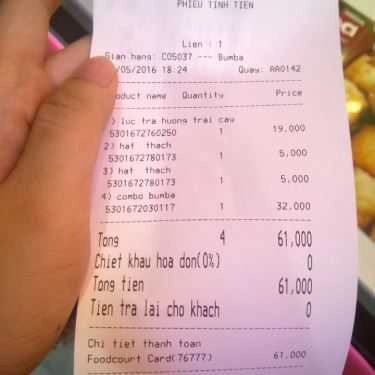 PHIEU TINH TIEN
Lien : 1
Gian hang: C05037 --- Bumba
/05/2016 18:24 Quay: AA0142
Product name Quantity Price
1) luc tra huong trai cay
5301672760250 1 19,000
2) hat thach
5301672780173 1 5,000
3) hat thach
5301672780173 1 5,000
4) combo bumba
5301672030117 1 32,000
Tong 4 61,000
Chiet khau hoa don(0%) 0
Tong tien 61,000
Tien tra lai cho khach 0
Chi tiet thanh toan
Foodcourt Card(76777) 61,000